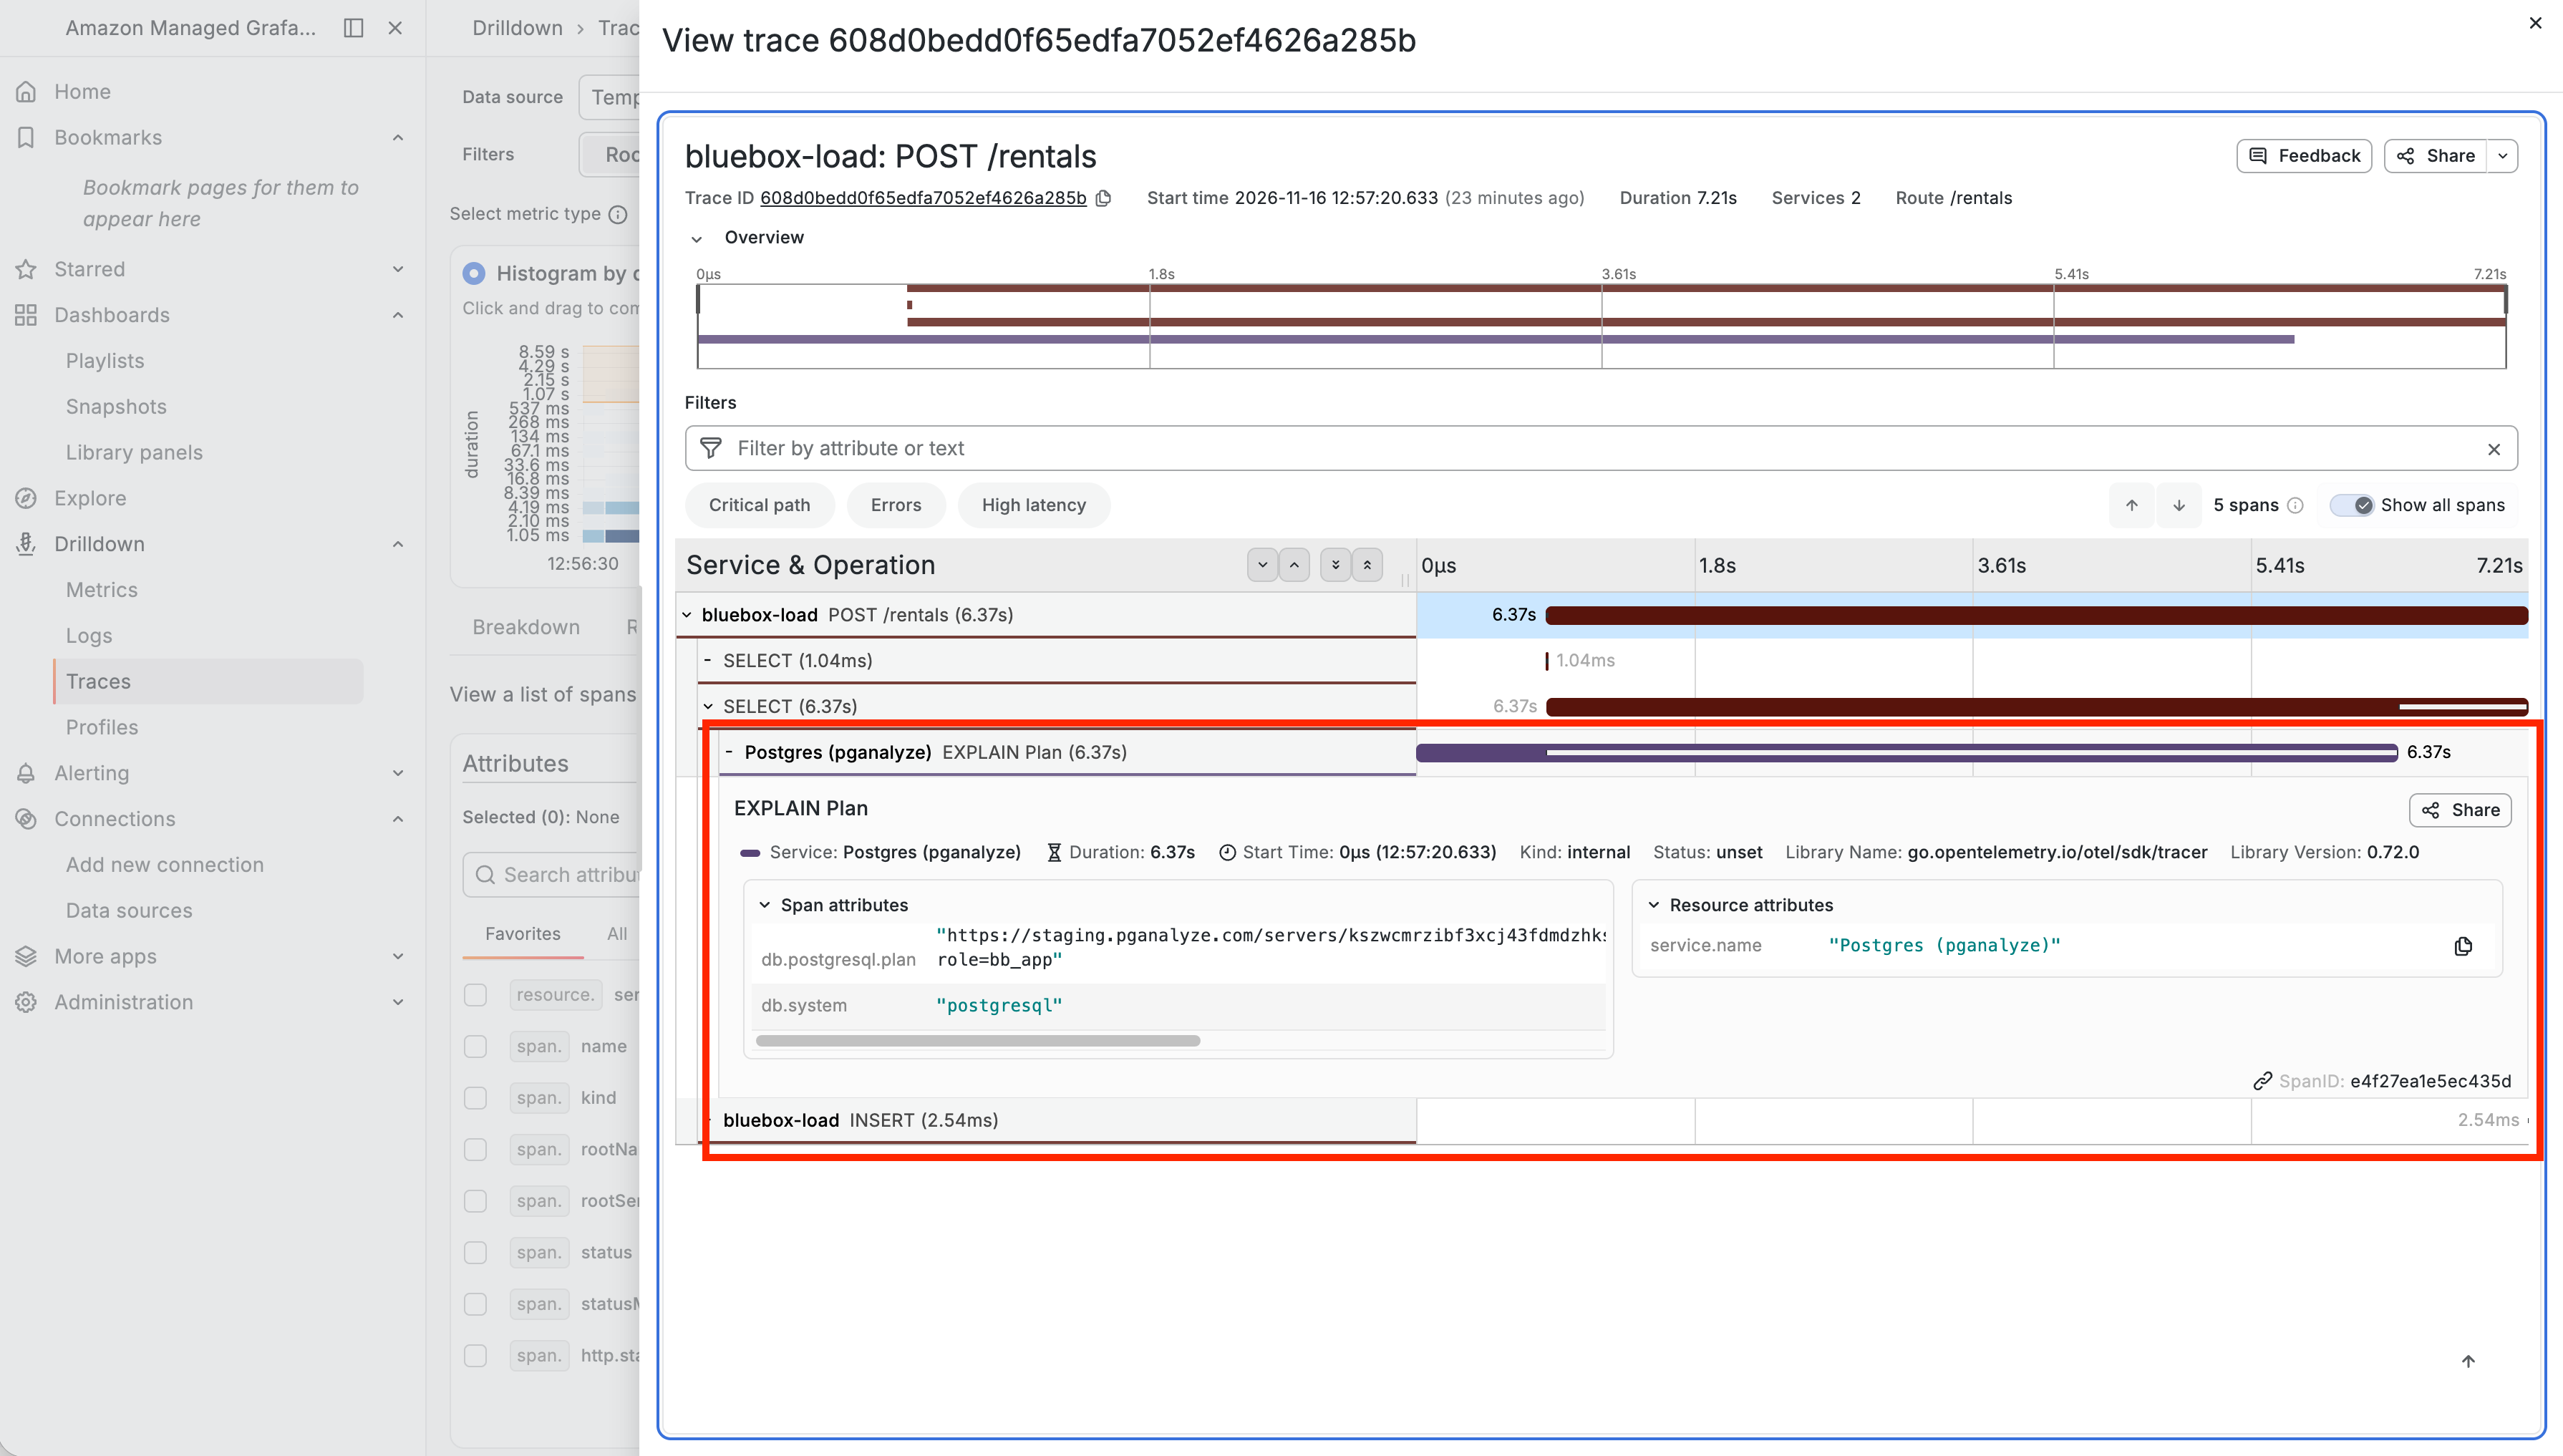 Amazon Managed Grafa...
Home
Bookmarks
Bookmark pages for them to
appear here
Starred
Dashboards
Playlists
Snapshots
Library panels
Explore
Drilldown
Metrics
Logs
Traces
Profiles
Alerting
Connections
Add new connection
Data sources
More apps
Administration
Drilldown › Trac
Data source Temp
Filters Roo
Select metric type
Histogram by d
Click and drag to com
duration
8.59 s
4.29 s
2.15 s
1.07 s
537 ms
268 ms
134 ms
67.1 ms
33.6 ms
16.8 ms
8.39 ms
4.19 ms
2.10 ms
1.05 ms
12:56:30
Breakdown R
View a list of spans
Attributes
Selected (0): None
Search attribu
Favorites All
resource. ser
span. name
span. kind
span. rootNa
span. rootSer
span. status
span. statusM
span. http.sta
View trace 608d0bedd0f65edfa7052ef4626a285b
bluebox-load: POST /rentals
Feedback Share
Trace ID 608d0bedd0f65edfa7052ef4626a285b Start time 2026-11-16 12:57:20.633 (23 minutes ago) Duration 7.21s Services 2 Route /rentals
Overview
0μs 1.8s 3.61s 5.41s 7.21s
Filters
Filter by attribute or text
Critical path Errors High latency 5 spans Show all spans
Service & Operation 0μs 1.8s 3.61s 5.41s 7.21s
bluebox-load POST /rentals (6.37s) 6.37s
- SELECT (1.04ms) 1.04ms
SELECT (6.37s) 6.37s
- Postgres (pganalyze) EXPLAIN Plan (6.37s) 6.37s
EXPLAIN Plan Share
Service: Postgres (pganalyze) Duration: 6.37s Start Time: 0μs (12:57:20.633) Kind: internal Status: unset Library Name: go.opentelemetry.io/otel/sdk/tracer Library Version: 0.72.0
Span attributes
db.postgresql.plan "https://staging.pganalyze.com/servers/kszwcmrzibf3xcj43fdmdzhks
role=bb_app"
db.system "postgresql"
Resource attributes
service.name "Postgres (pganalyze)"
SpanID: e4f27ea1e5ec435d
bluebox-load INSERT (2.54ms) 2.54ms